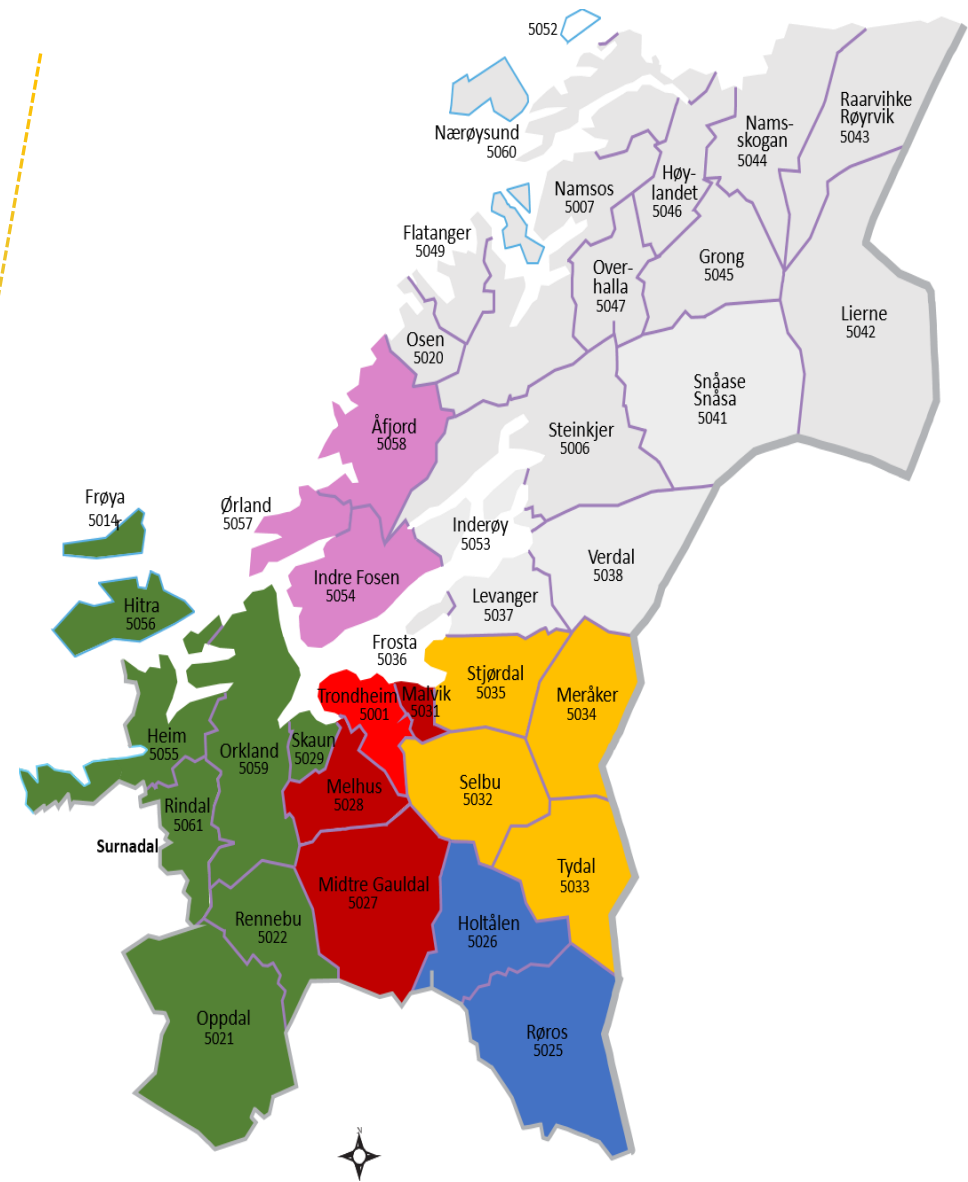 5052
Nærøysund
5060
Raarvihke
Røyrvik
5043
Nams-
skogan
5044
Høy-
landet
5046
Namsos
5007
Flatanger
5049
Over-
halla
5047
Grong
5045
Lierne
5042
Osen
5020
Snåase
Snåsa
5041
Åfjord
5058
Steinkjer
5006
Frøya
5014
r
Ørland
5057
Inderøy
5053
Verdal
5038
Indre Fosen
5054
Hitra
5056
Levanger
5037
Frosta
5036
Stjørdal
5035
Meråker
5034
Trondheim
5001
Malvik
5031
Heim
5055
Orkland
5059
Skaun
5029
Melhus
5028
Selbu
5032
Rindal
5061
Surnadal
Midtre Gauldal
5027
Tydal
5033
Rennebu
5022
Holtålen
5026
Oppdal
5021
Røros
5025
N